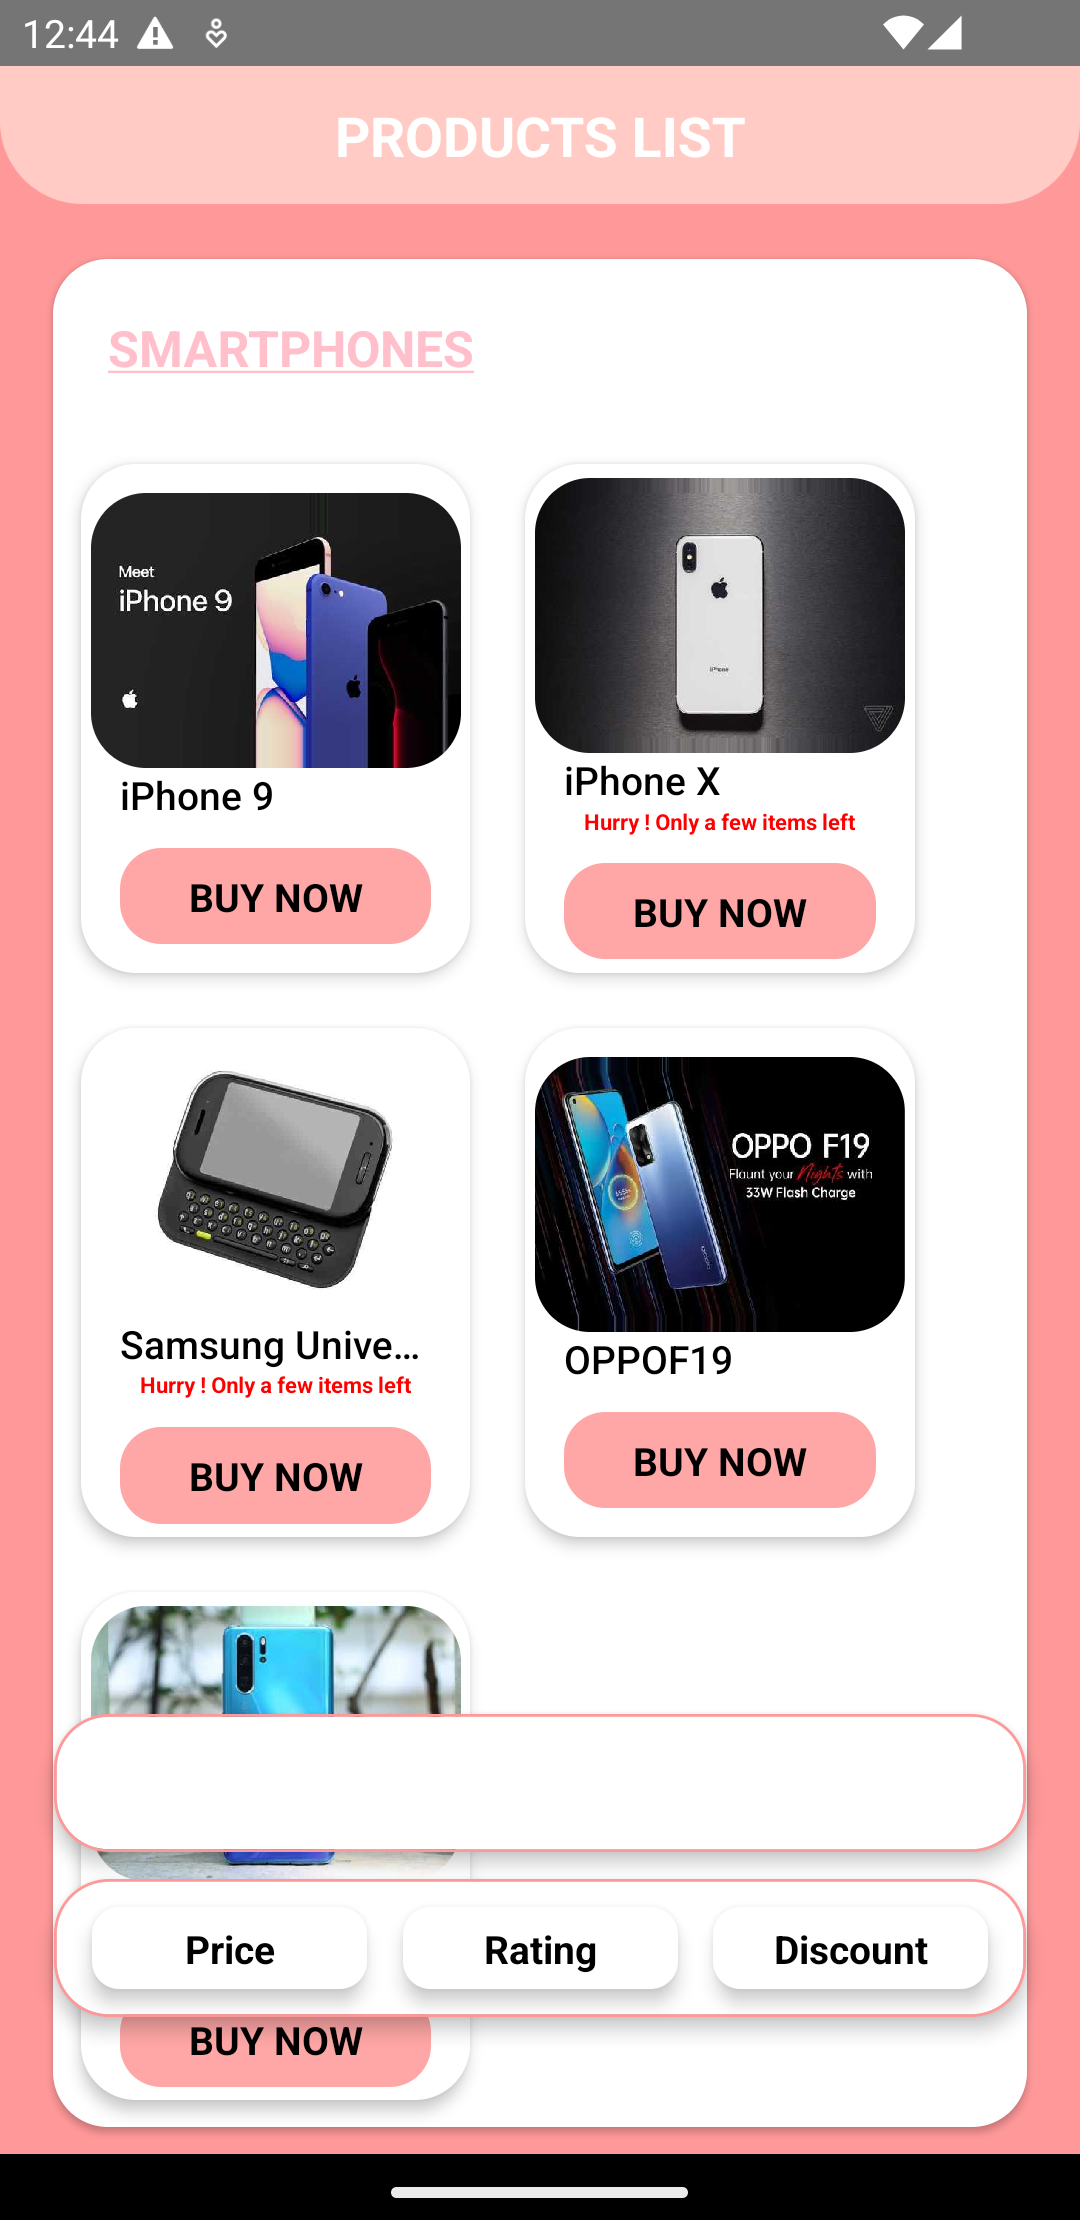 12:44
PRODUCTS LIST
SMARTPHONES
Meet
iPhone 9
iPhone 9
BUY NOW
iPhone
iPhone X
Hurry ! Only a few items left
BUY NOW
Samsung Unive...
Hurry ! Only a few items left
BUY NOW
OPPO F19
Flaunt your Nights with
33W Flash Charge
OPPOF19
BUY NOW
Price
Rating
Discount
BUY NOW